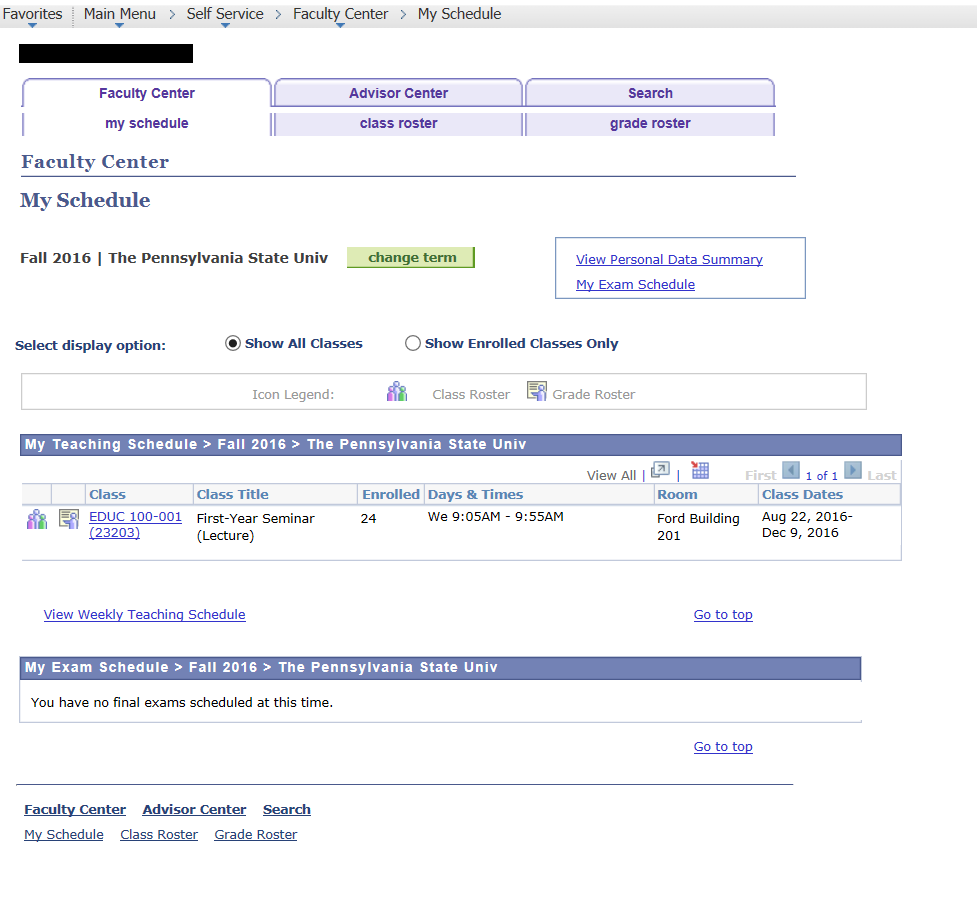 Favorites Main Menu > Self Service > Faculty Center > My Schedule
Faculty Center Advisor Center Search
my schedule class roster grade roster
Faculty Center
My Schedule
Fall 2016 | The Pennsylvania State Univ change term
View Personal Data Summary
My Exam Schedule
Select display option: Show All Classes Show Enrolled Classes Only
Icon Legend: Class Roster Grade Roster
My Teaching Schedule > Fall 2016 > The Pennsylvania State Univ
View All | | First 1 of 1 Last
Class Class Title Enrolled Days & Times Room Class Dates
EDUC 100-001 First-Year Seminar 24 We 9:05AM - 9:55AM Ford Building Aug 22, 2016-
(23203) (Lecture) 201 Dec 9, 2016
View Weekly Teaching Schedule Go to top
My Exam Schedule > Fall 2016 > The Pennsylvania State Univ
You have no final exams scheduled at this time.
Go to top
Faculty Center Advisor Center Search
My Schedule Class Roster Grade Roster